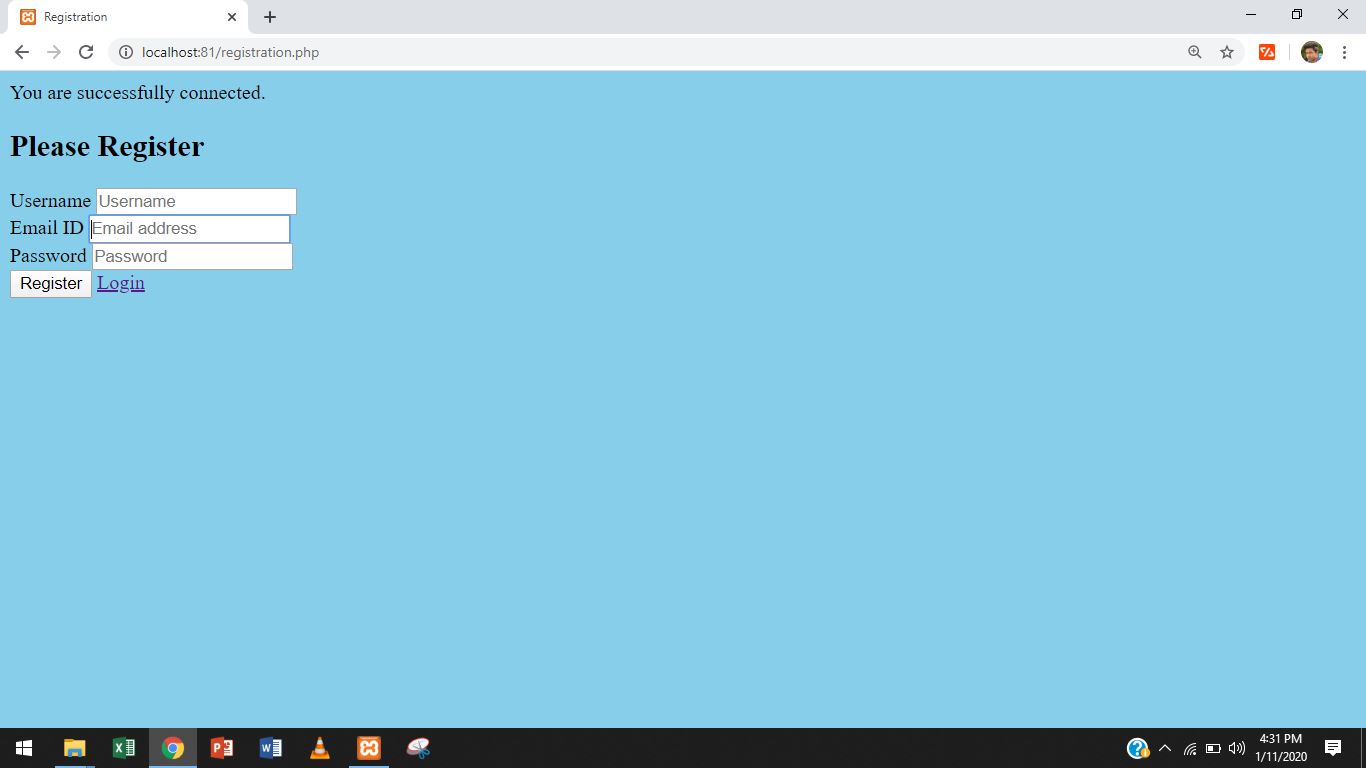 Registration
localhost:81/registration.php
You are successfully connected.
Please Register
Username Username
Email ID Email address
Password Password
Register Login
4:31 PM
1/11/2020